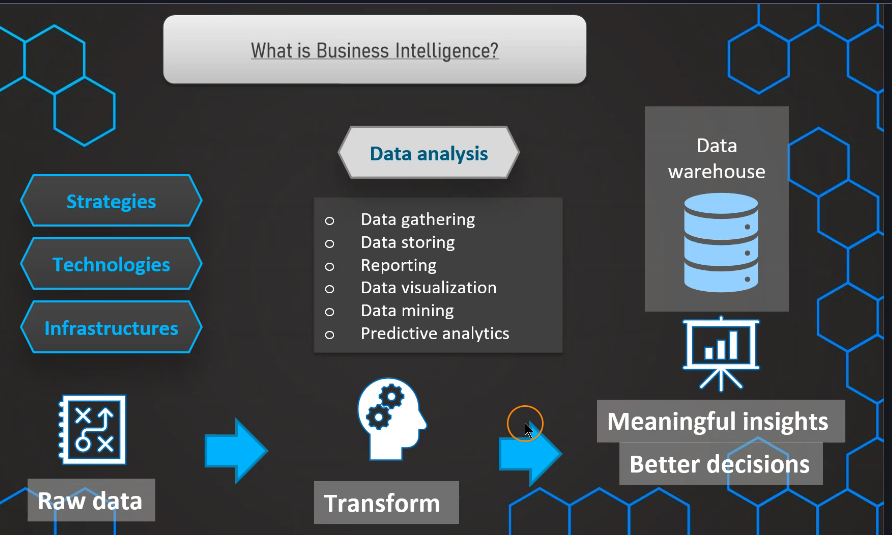 What is Business Intelligence?
Strategies
Technologies
Infrastructures
Data analysis
Data gathering
Data storing
Reporting
Data visualization
Data mining
Predictive analytics
Data
warehouse
Raw data
Transform
Meaningful insights
Better decisions